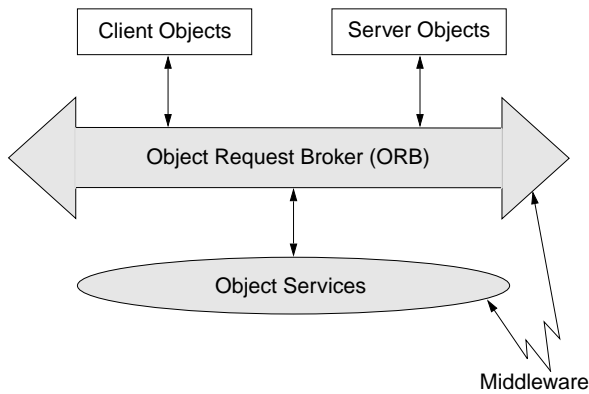 Client Objects
Server Objects
Object Request Broker (ORB)
Object Services
Middleware